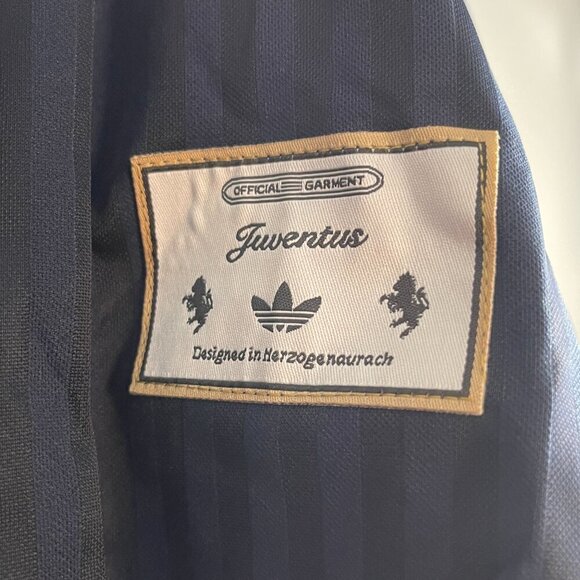 OFFICIAL GARMENT
Juventus
Designed in Herzogenaurach